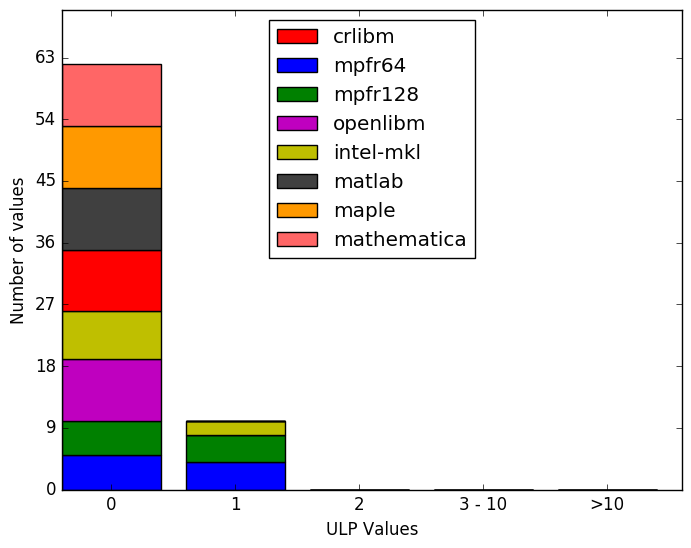 crlibm
mpfr64
mpfr128
openlibm
intel-mkl
matlab
maple
mathematica
63
54
45
36
27
18
9
0
Number of values
0 1 2 3 - 10 >10
ULP Values